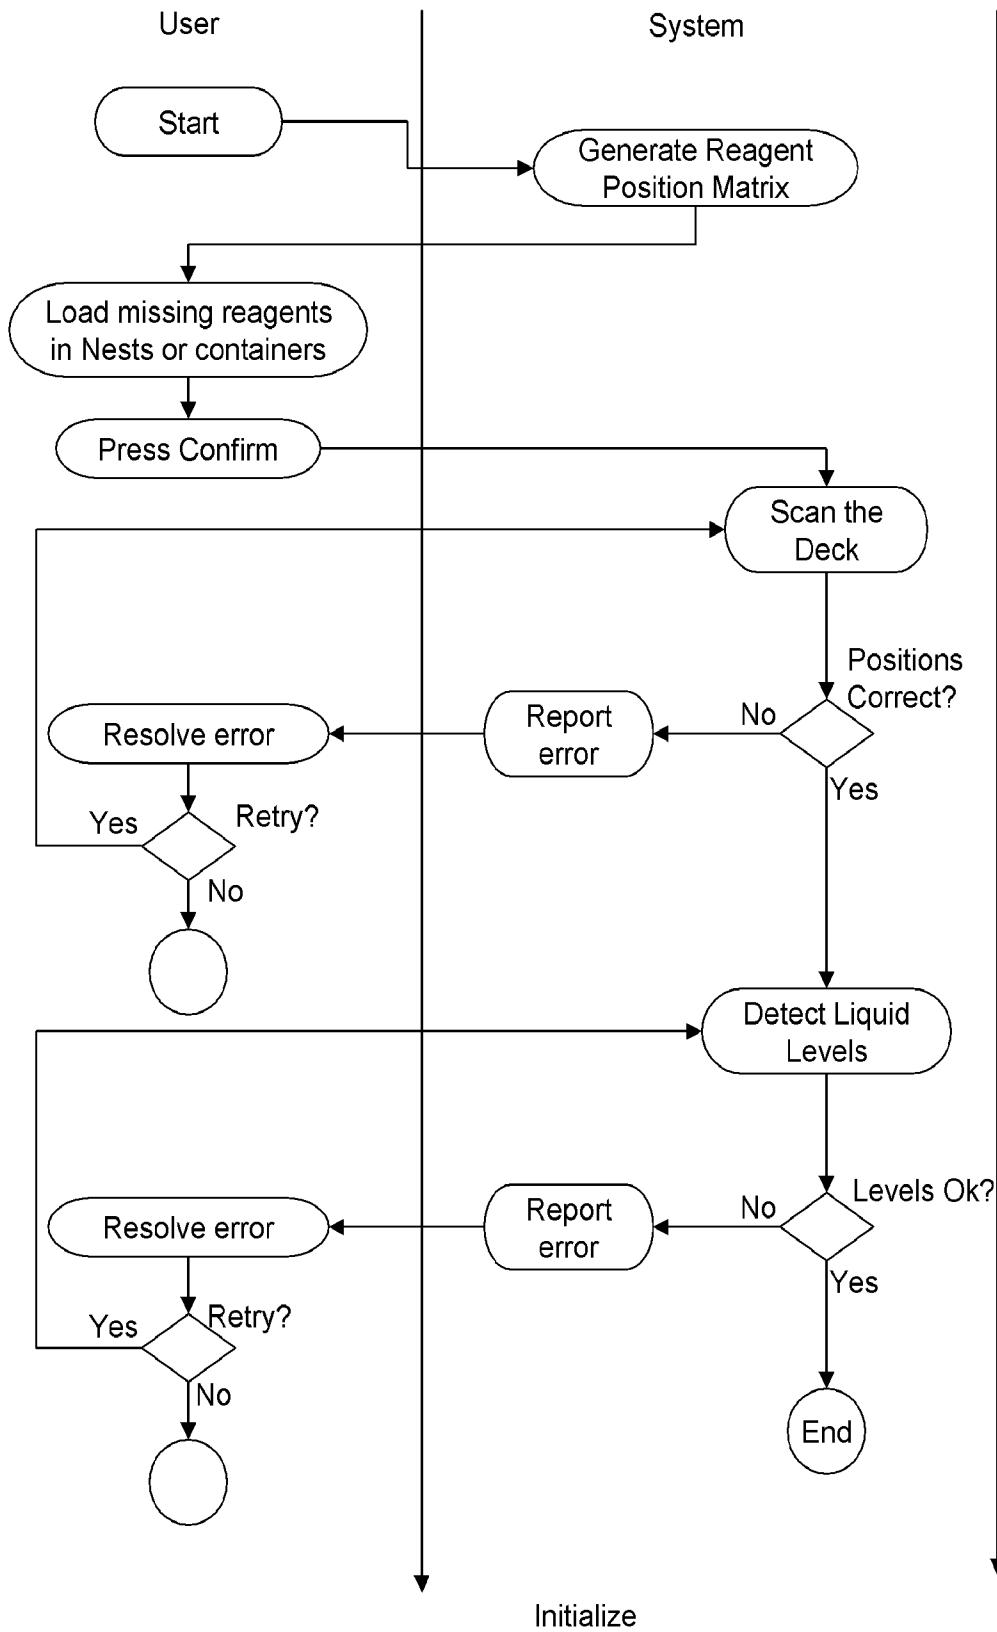 User
System
Start
Generate Reagent
Position Matrix
Load missing reagents
in Nests or containers
Press Confirm
Scan the
Deck
Positions
Correct?
No
Report
error
Resolve error
Yes
Yes
Retry?
No
Detect Liquid
Levels
Levels Ok?
No
Report
error
Resolve error
Yes
Yes
Retry?
No
End
Initialize